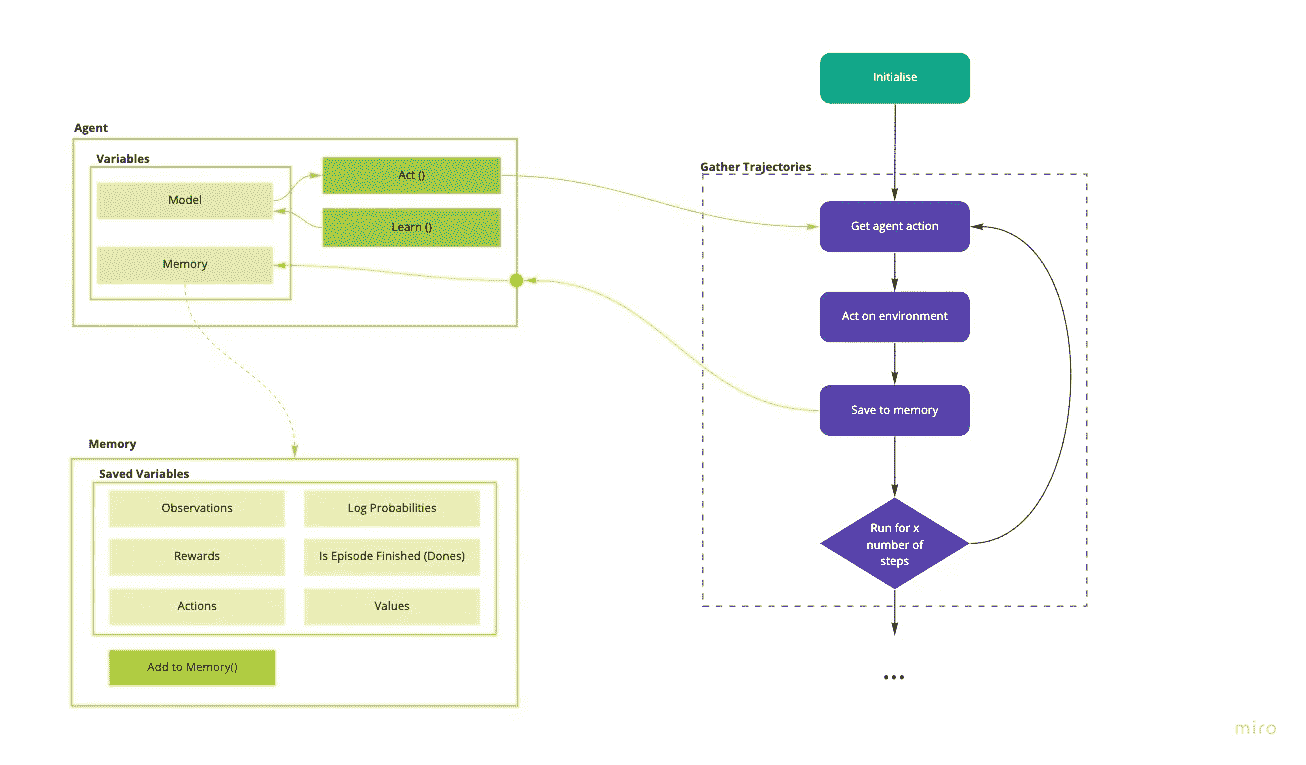 Initialise
Agent
Variables
Model
Act ()
Learn ()
Memory
Gather Trajectories
Get agent action
Act on environment
Save to memory
Run for x
number of
steps
...
Memory
Saved Variables
Observations
Log Probabilities
Rewards
Is Episode Finished (Dones)
Actions
Values
Add to Memory()
miro